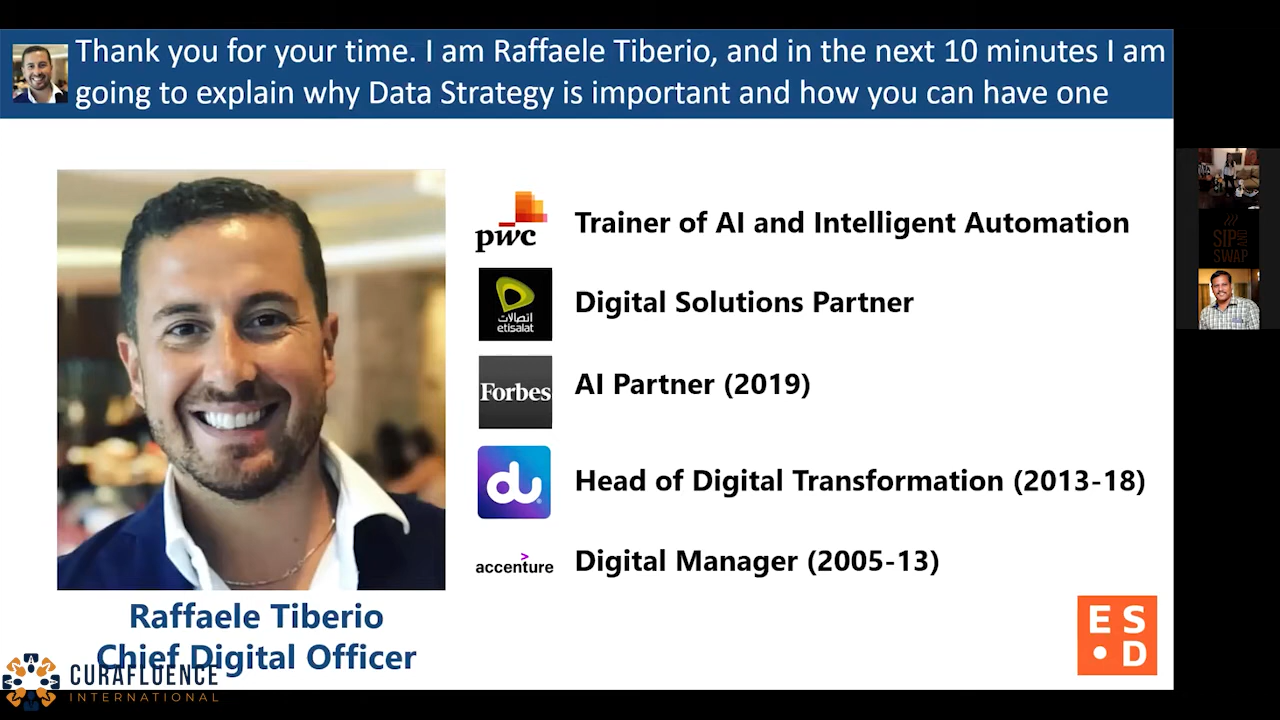 Thank you for your time. I am Raffaele Tiberio, and in the next 10 minutes I am
going to explain why Data Strategy is important and how you can have one
pwc Trainer of AI and Intelligent Automation
اتصالات
etisalat
Digital Solutions Partner
Forbes AI Partner (2019)
du Head of Digital Transformation (2013-18)
accenture Digital Manager (2005-13)
Raffaele Tiberio
Chief Digital Officer
E S
D
CURAFLUENCE
INTERNATIONAL
SIP
AND
SWAP